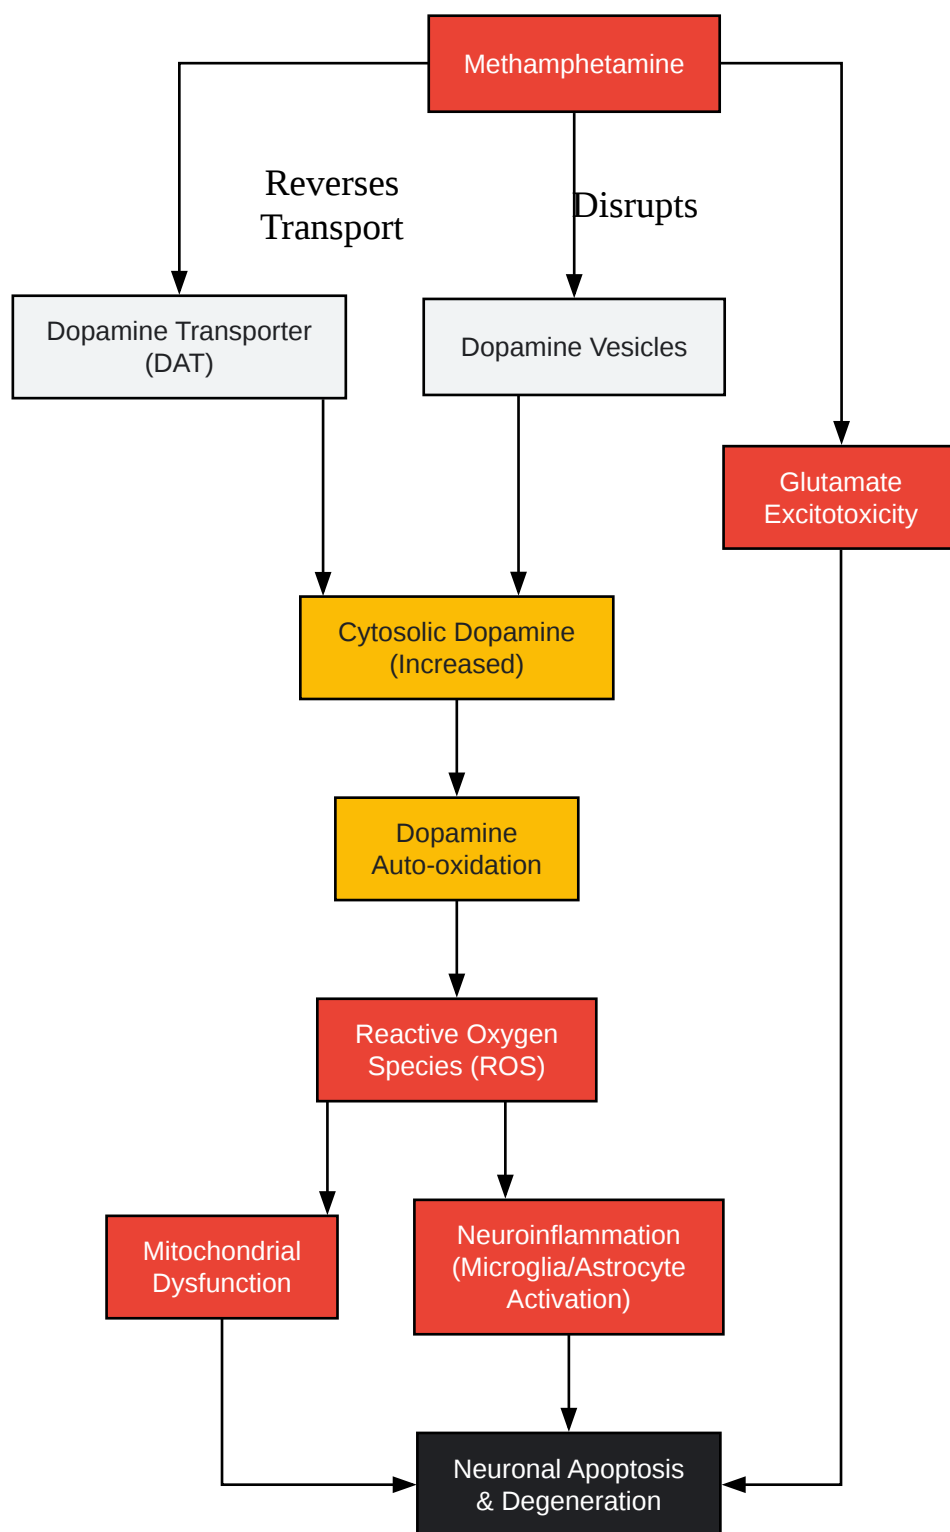 Methamphetamine
Reverses
Transport
Disrupts
Dopamine Transporter
(DAT)
Dopamine Vesicles
Glutamate
Excitotoxicity
Cytosolic Dopamine
(Increased)
Dopamine
Auto-oxidation
Reactive Oxygen
Species (ROS)
Mitochondrial
Dysfunction
Neuroinflammation
(Microglia/Astrocyte
Activation)
Neuronal Apoptosis
& Degeneration